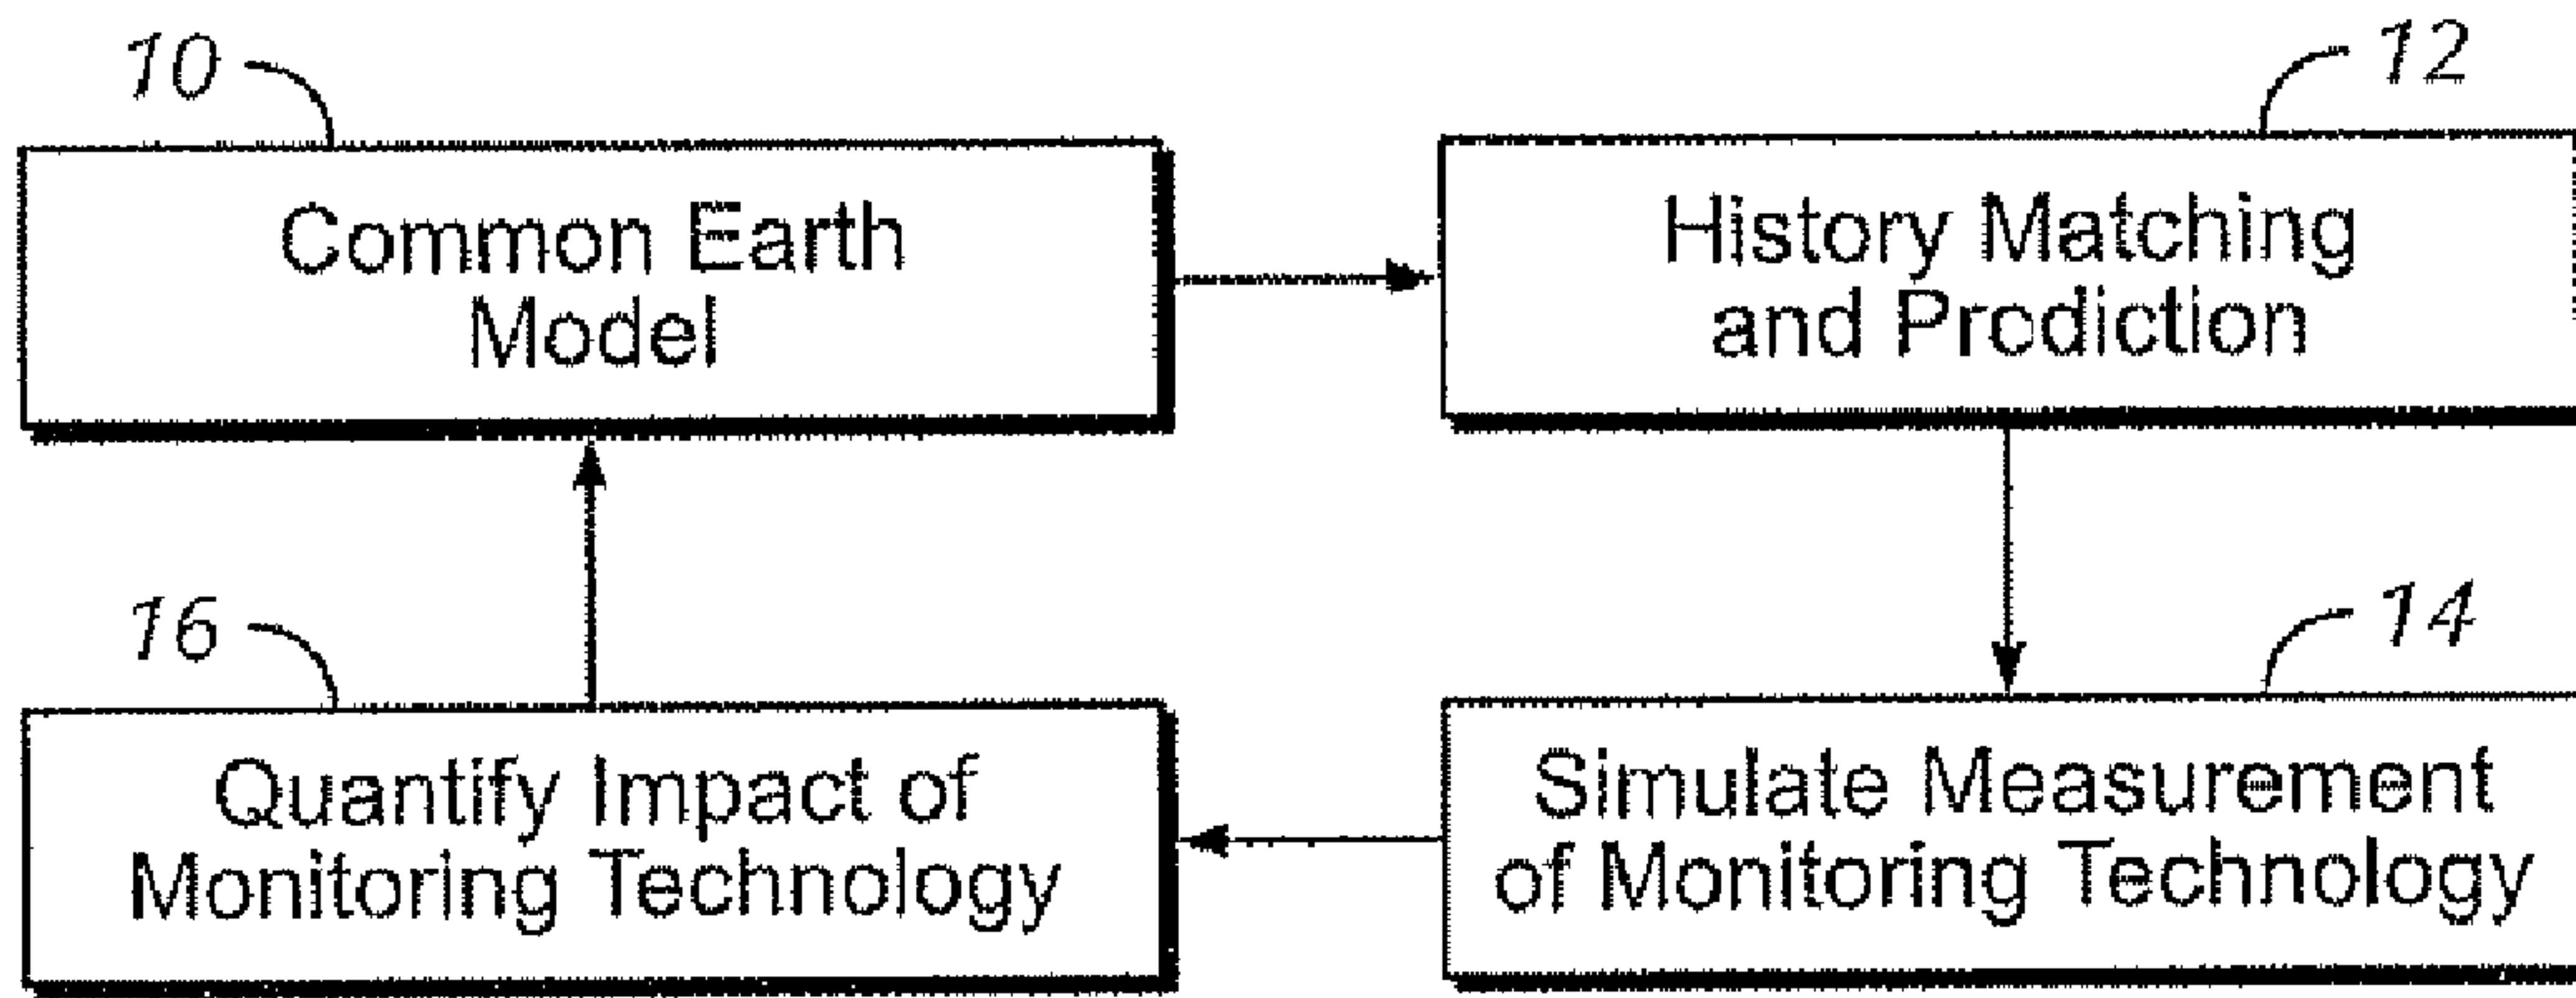 10
12
Common Earth
Model
History Matching
and Prediction
16
14
Quantify Impact of
Monitoring Technology
Simulate Measurement
of Monitoring Technology